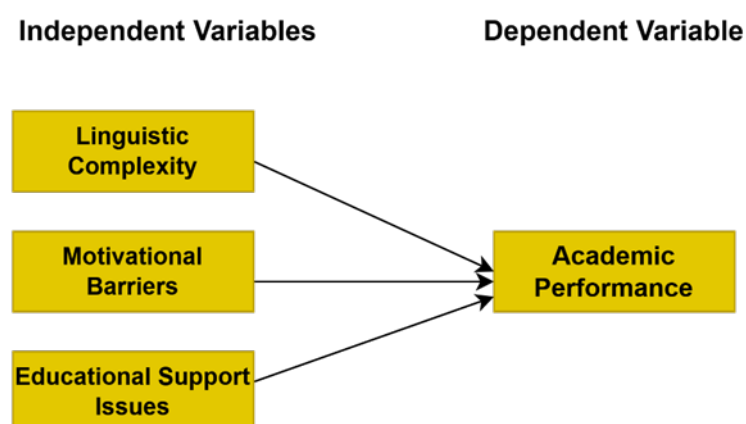 Independent Variables
Dependent Variable
Linguistic
Complexity
Motivational
Barriers
Academic
Performance
Educational Support
Issues